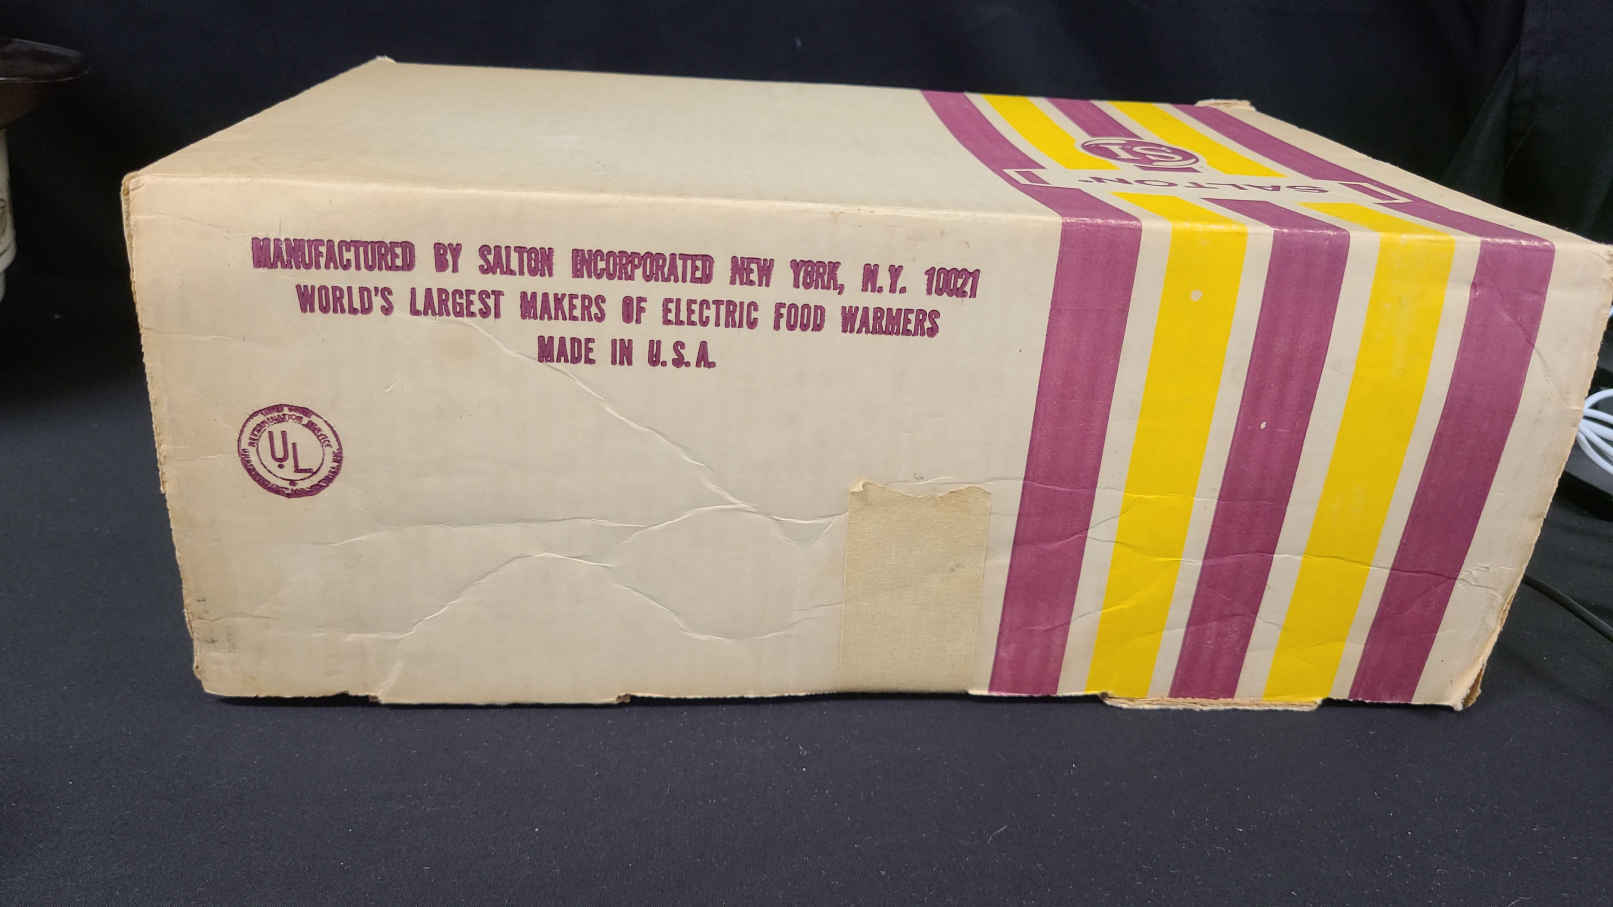 SALTON
MANUFACTURED BY SALTON INCORPORATED NEW YORK, N.Y. 10021
WORLD'S LARGEST MAKERS OF ELECTRIC FOOD WARMERS
MADE IN U.S.A.
UL